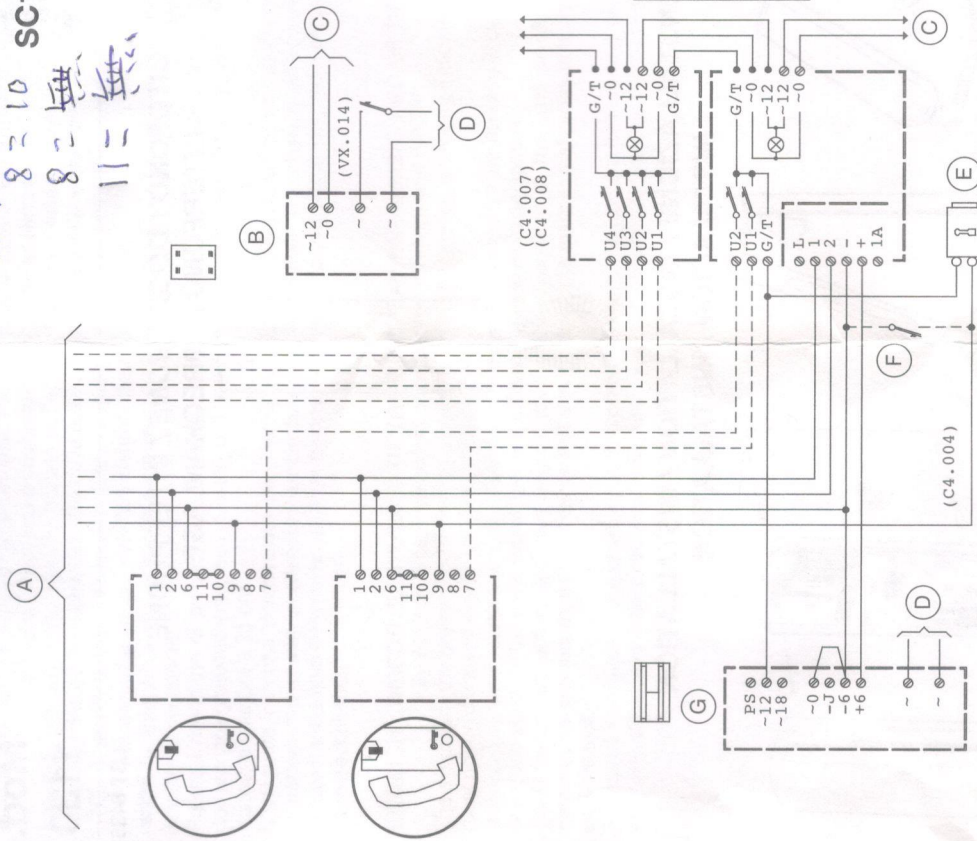 SC
8 = 10
8 =
11 =
A
B
C
D
~12
~0
~
~
(VX.014)
C
(C4.007)
(C4.008)
G/T
~0
~12
~12
~0
G/T
U4
U3
U2
U1
G/T
~0
~12
~12
~0
U2
U1
G/T
L
1
2
-
+
1A
E
F
(C4.004)
1
2
6
11
10
9
8
7
1
2
6
11
10
9
8
7
G
PS
~12
~18
~0
-J
-6
+6
~
~
D